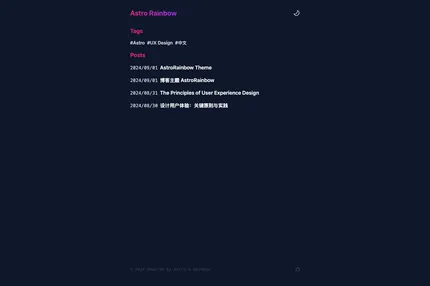 Astro Rainbow
Tags
#Astro #UX Design #中文
Posts
2024/09/01 AstroRainbow Theme
2024/09/01 博客主题 AstroRainbow
2024/08/31 The Principles of User Experience Design
2024/08/30 设计用户体验：关键原则与实践